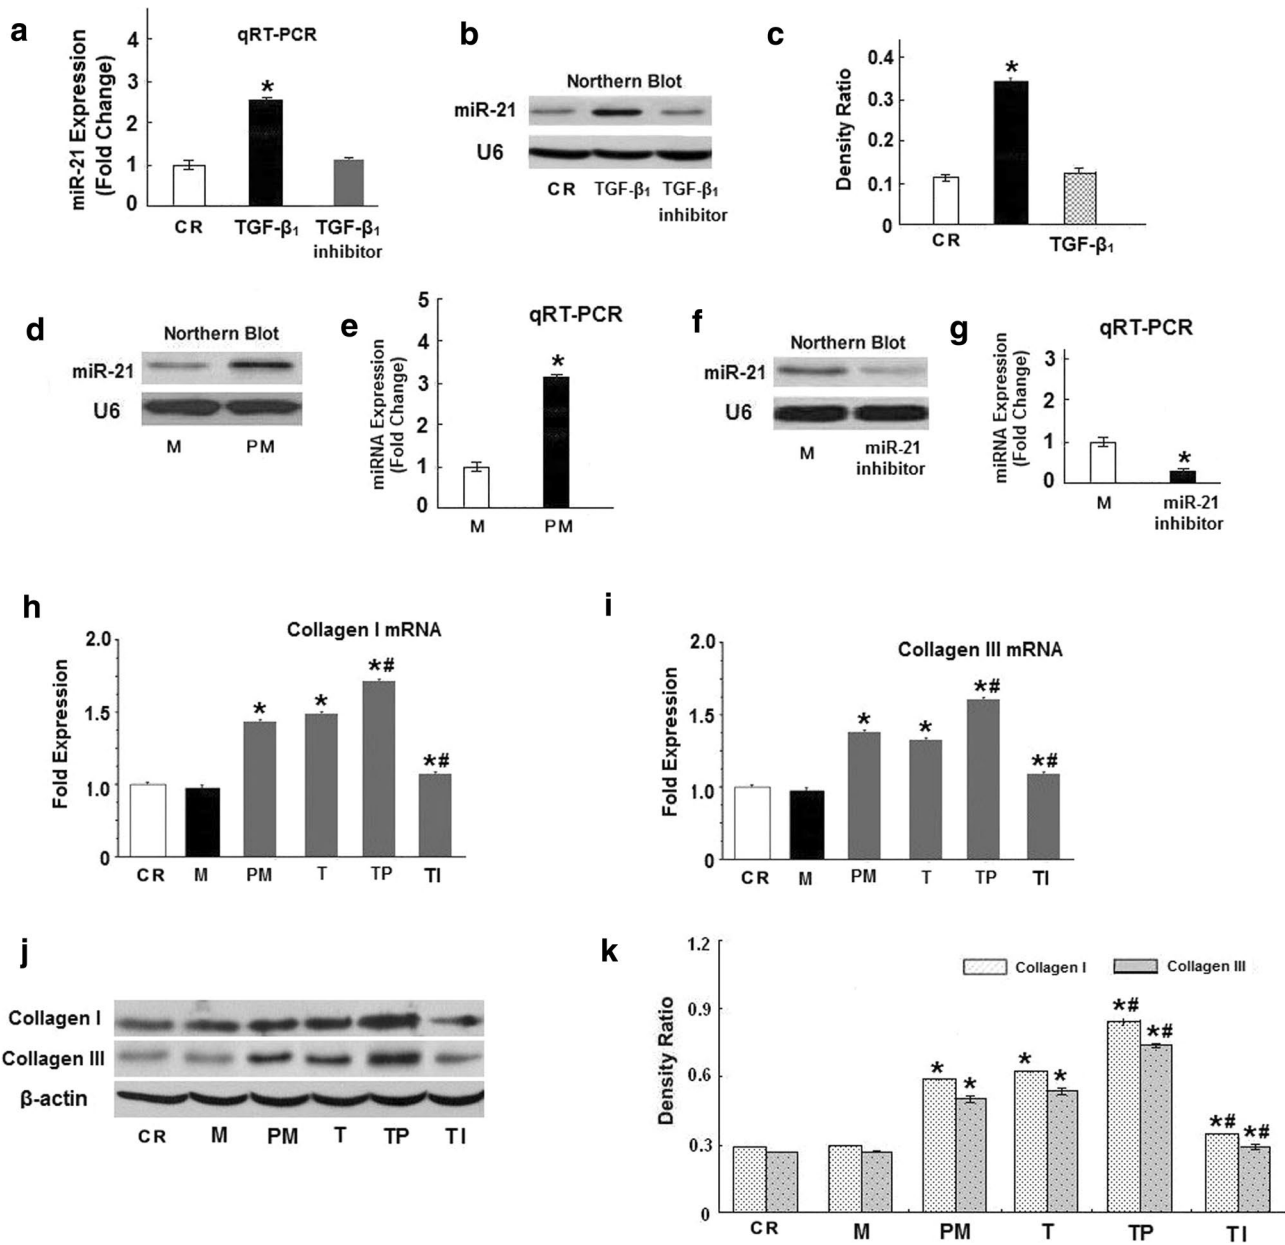 a
qRT-PCR
miR-21 Expression
(Fold Change)
4
3
2
1
0
*
CR
TGF-β₁
TGF-β₁
inhibitor
b
Northern Blot
miR-21
U6
CR
TGF-β₁
TGF-β₁
inhibitor
c
Density Ratio
0.4
0.3
0.2
0.1
0
*
CR
TGF-β₁
d
Northern Blot
miR-21
U6
M
PM
e
qRT-PCR
miRNA Expression
(Fold Change)
5
4
3
2
1
0
*
M
PM
f
Northern Blot
miR-21
U6
M
miR-21
inhibitor
g
qRT-PCR
miRNA Expression
(Fold Change)
3
2
1
0
*
M
miR-21
inhibitor
h
Collagen I mRNA
Fold Expression
2.0
1.5
1.0
0
*
*
*#
*#
CR
M
PM
T
TP
TI
i
Collagen III mRNA
Fold Expression
2.0
1.5
1.0
0
*
*
*#
*#
CR
M
PM
T
TP
TI
j
Collagen I
Collagen III
β-actin
CR
M
PM
T
TP
TI
k
Density Ratio
1.2
0.9
0.6
0.3
0
Collagen I
Collagen III
*
*
*
*
*#
*#
*#
*#
CR
M
PM
T
TP
TI